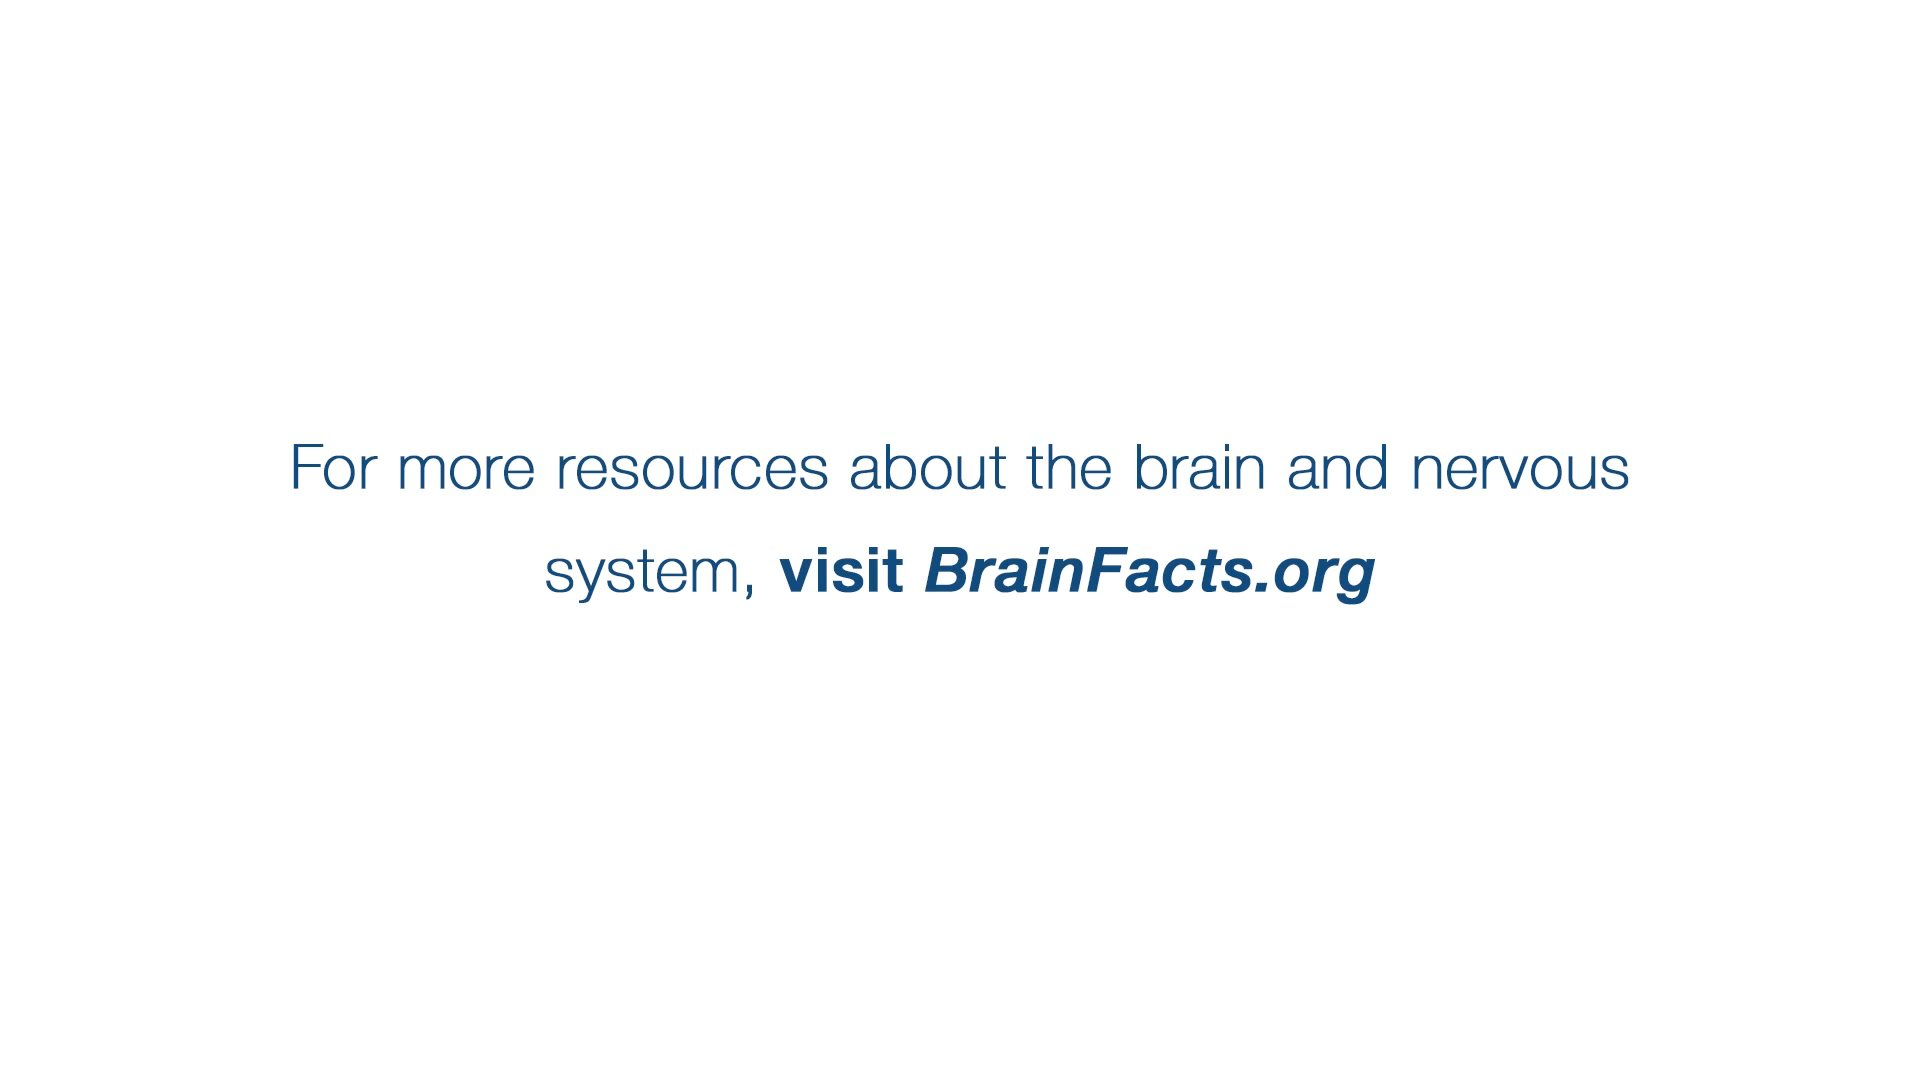 For more resources about the brain and nervous
system, visit BrainFacts.org